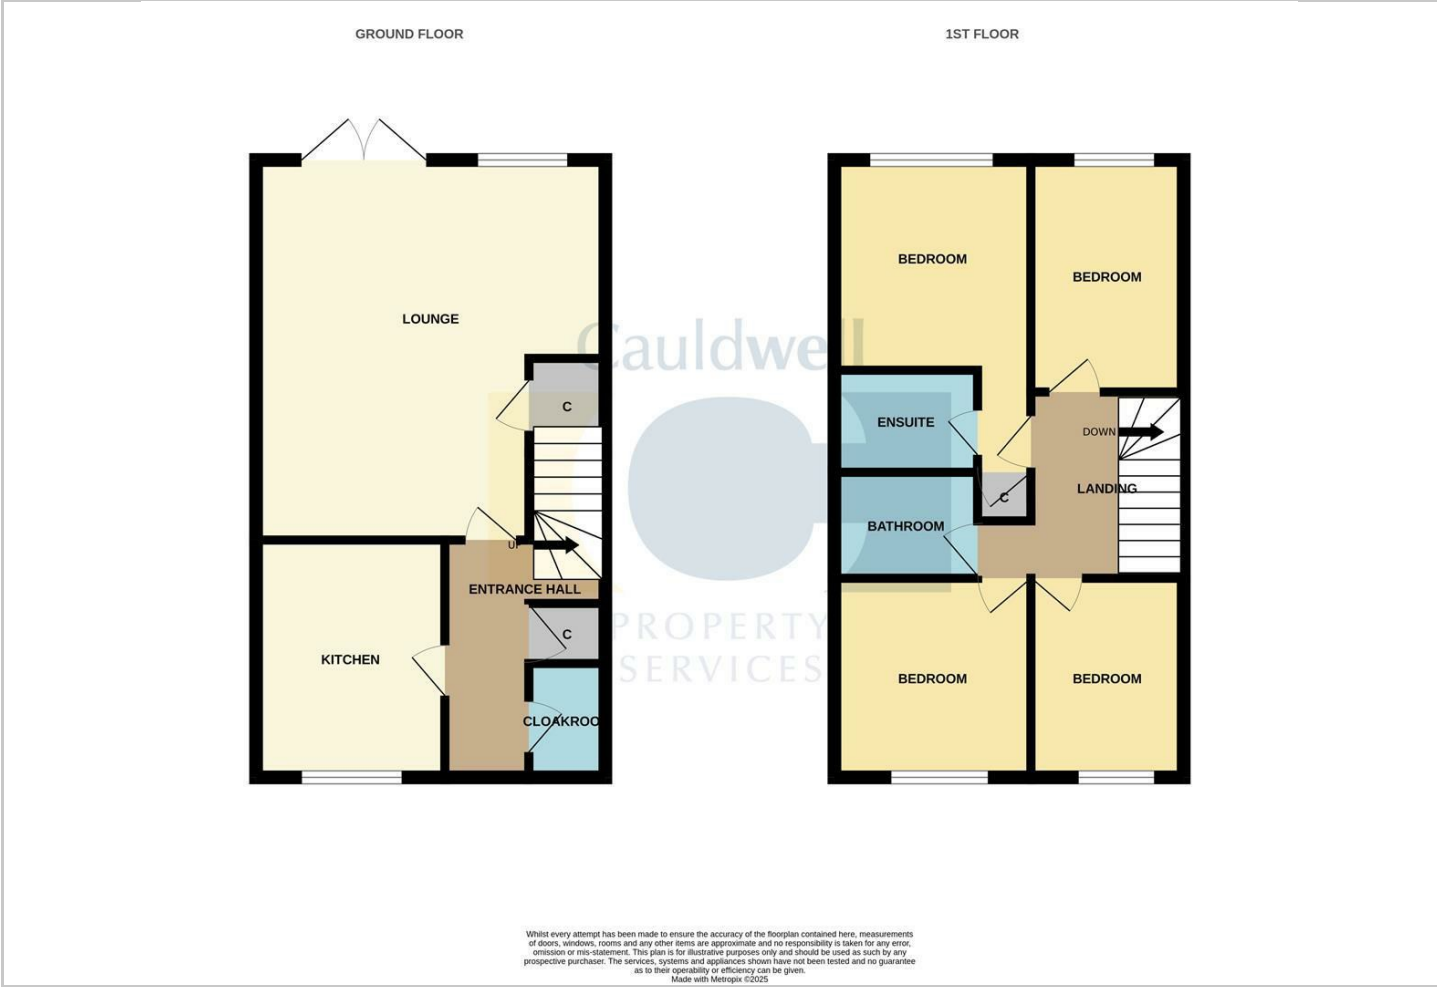 GROUND FLOOR
1ST FLOOR
BEDROOM
BEDROOM
LOUNGE
Cauldwell
C
ENSUITE
DOWN
LANDING
C
BATHROOM
UP
ENTRANCE HALL
PROPERTY
C
KITCHEN
SERVICES
BEDROOM
BEDROOM
CLOAKROO
Whilst every attempt has been made to ensure the accuracy of the floorplan contained here, measurements
of doors, windows, rooms and any other items are approximate and no responsibility is taken for any error,
omission or mis-statement. This plan is for illustrative purposes only and should be used as such by any
prospective purchaser. The services, systems and appliances shown have not been tested and no guarantee
as to their operability or efficiency can be given.
Made with Metropix ©2025